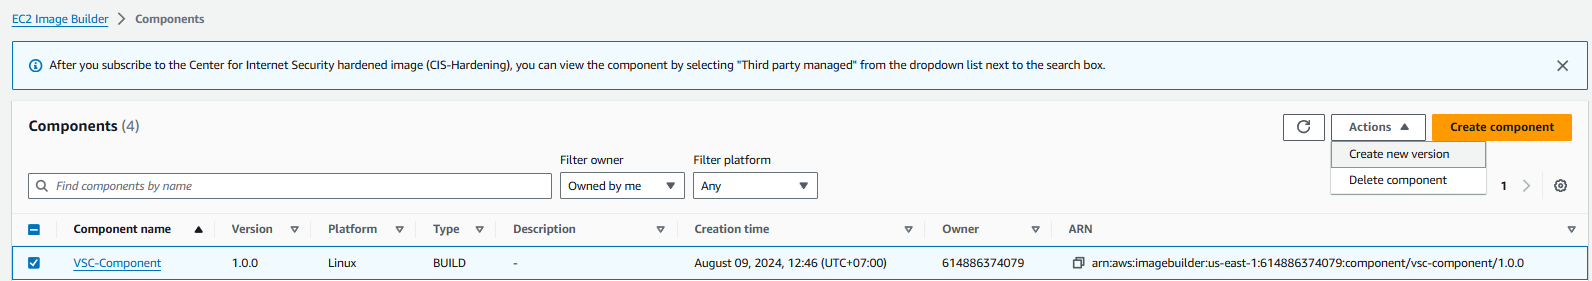 EC2 Image Builder > Components
After you subscribe to the Center for Internet Security hardened image (CIS-Hardening), you can view the component by selecting "Third party managed" from the dropdown list next to the search box.
Components (4)
Actions
Create component
Create new version
Delete component
Filter owner
Filter platform
Find components by name
Owned by me
Any
1
Component name
Version
Platform
Type
Description
Creation time
Owner
ARN
VSC-Component
1.0.0
Linux
BUILD
-
August 09, 2024, 12:46 (UTC+07:00)
614886374079
arn:aws:imagebuilder:us-east-1:614886374079:component/vsc-component/1.0.0